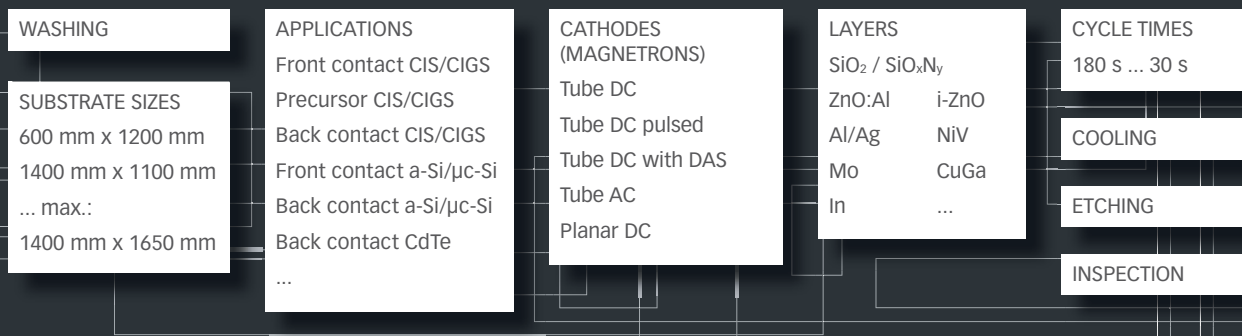 WASHING
SUBSTRATE SIZES
600 mm x 1200 mm
1400 mm x 1100 mm
... max.:
1400 mm x 1650 mm
APPLICATIONS
Front contact CIS/CIGS
Precursor CIS/CIGS
Back contact CIS/CIGS
Front contact a-Si/μc-Si
Back contact a-Si/μc-Si
Back contact CdTe
...
CATHODES
(MAGNETRONS)
Tube DC
Tube DC pulsed
Tube DC with DAS
Tube AC
Planar DC
LAYERS
SiO₂ / SiOₓNᵧ
ZnO:Al i-ZnO
Al/Ag NiV
Mo CuGa
In ...
CYCLE TIMES
180 s ... 30 s
COOLING
ETCHING
INSPECTION